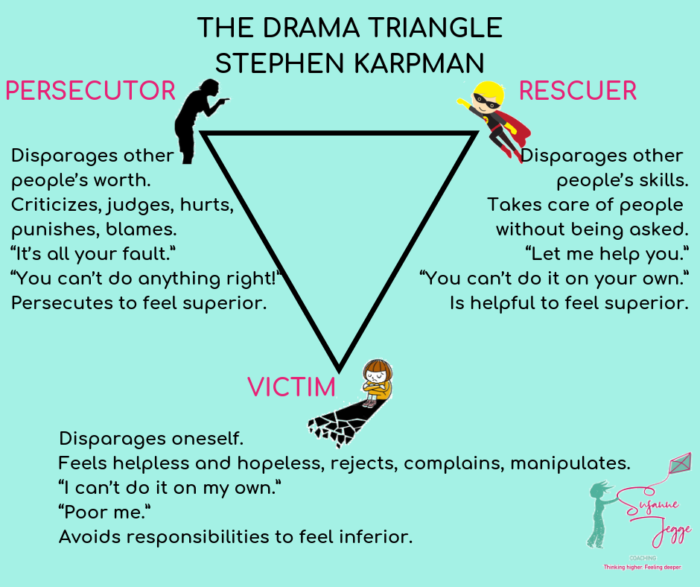 THE DRAMA TRIANGLE
STEPHEN KARPMAN
PERSECUTOR
Disparages other
people’s worth.
Criticizes, judges, hurts,
punishes, blames.
“It’s all your fault.”
“You can’t do anything right!”
Persecutes to feel superior.
RESCUER
Disparages other
people’s skills.
Takes care of people
without being asked.
“Let me help you.”
“You can’t do it on your own.”
Is helpful to feel superior.
VICTIM
Disparages oneself.
Feels helpless and hopeless, rejects, complains, manipulates.
“I can’t do it on my own.”
“Poor me.”
Avoids responsibilities to feel inferior.
Susanne
Jegge
COACHING
Thinking higher. Feeling deeper.